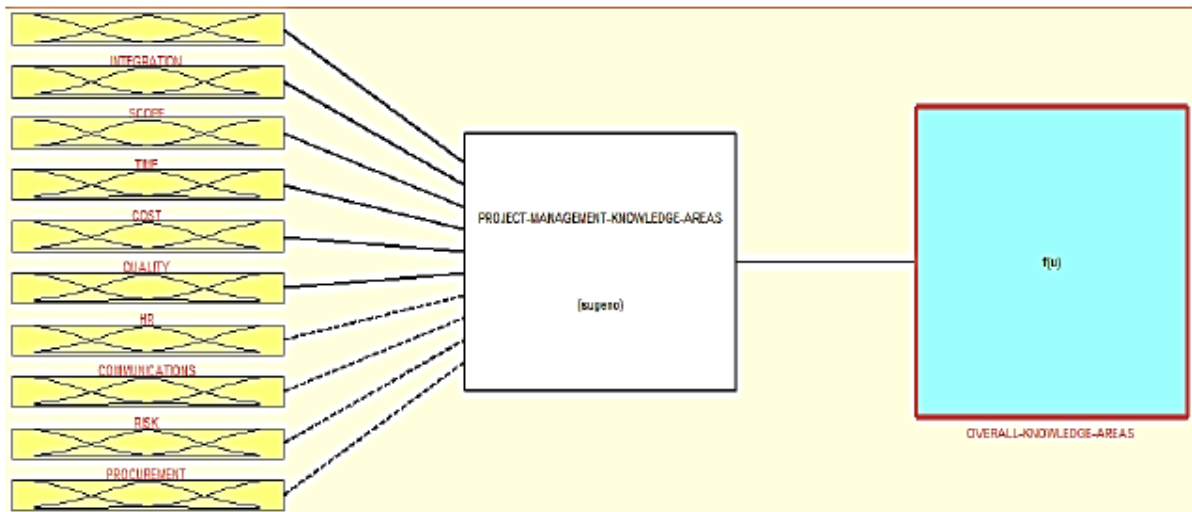 INTEGRATION
SCOPE
TIME
COST
QUALITY
HR
COMMUNICATIONS
RISK
PROCUREMENT
PROJECT-MANAGEMENT-KNOWLEDGE-AREAS
(sugeno)
f(u)
OVERALL-KNOWLEDGE-AREAS